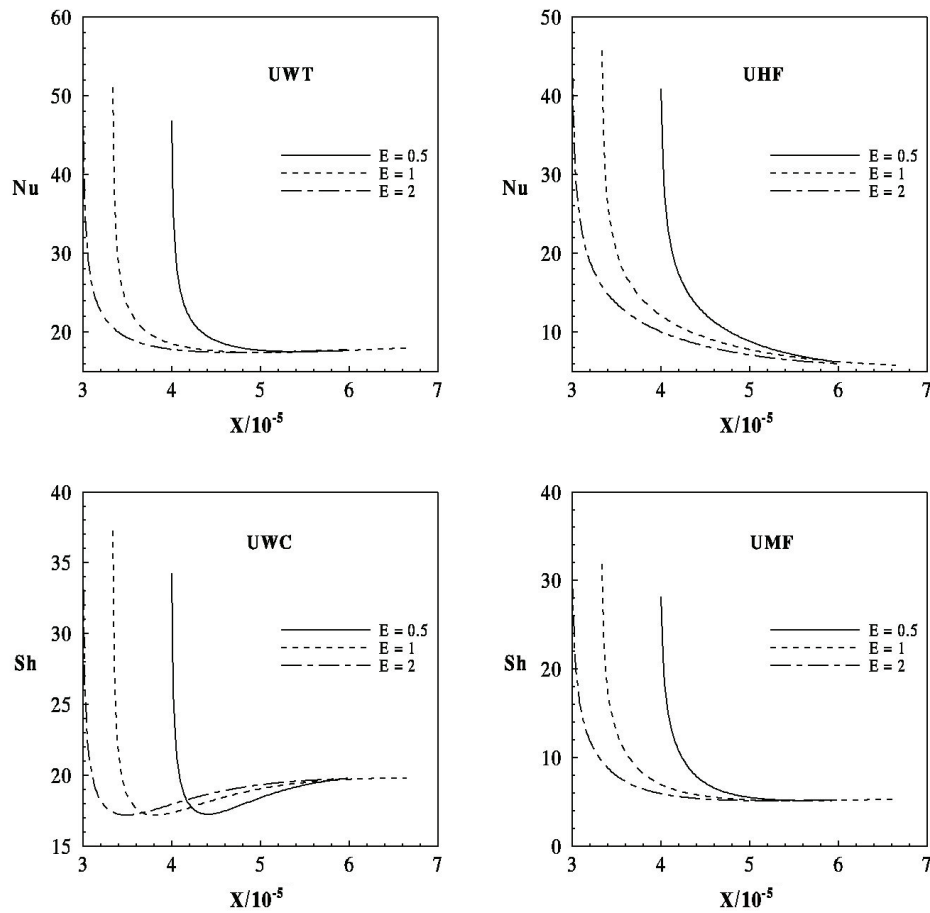 60
UWT
50
E = 0.5
40
E = 1
Nu
E = 2
30
20
3 4 5 6 7
X/10⁻⁵
50
UHF
40
E = 0.5
30
E = 1
Nu
E = 2
20
10
3 4 5 6 7
X/10⁻⁵
40
UWC
35
30
E = 0.5
E = 1
Sh
E = 2
25
20
15
3 4 5 6 7
X/10⁻⁵
40
UMF
30
E = 0.5
E = 1
Sh
E = 2
20
10
0
3 4 5 6 7
X/10⁻⁵